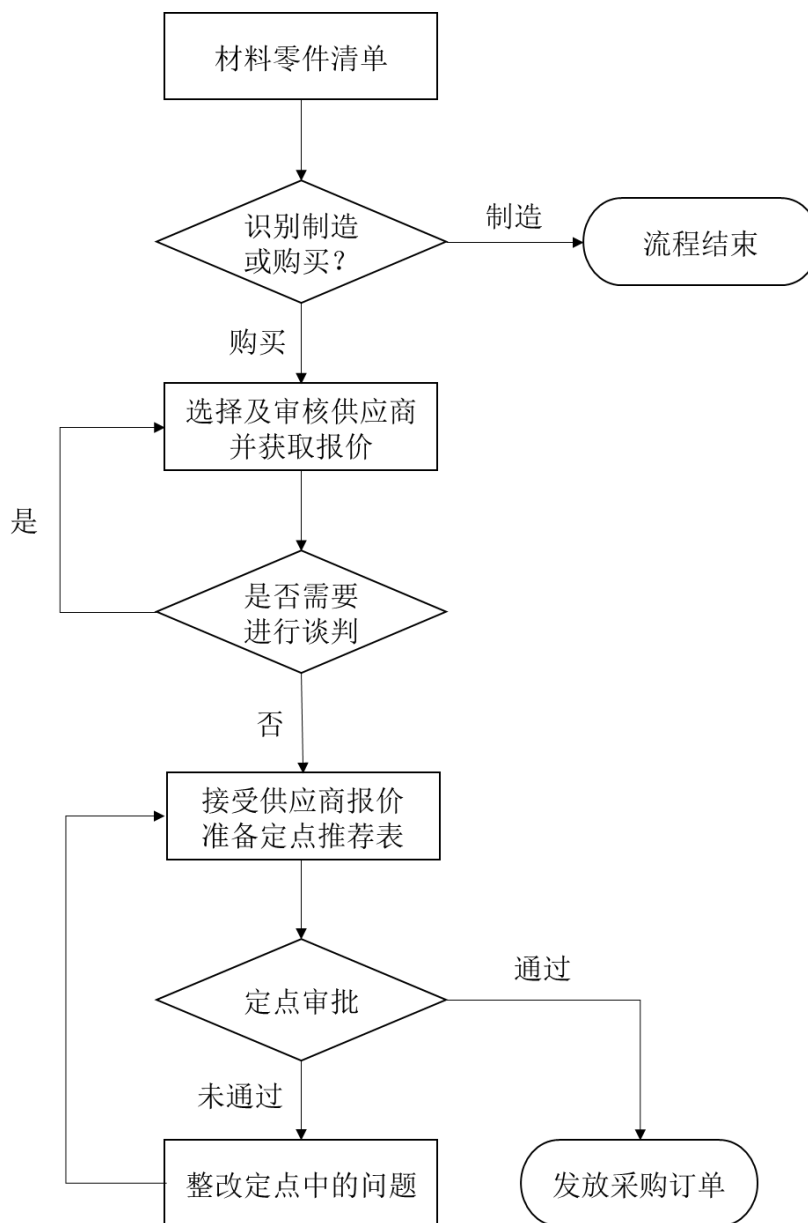 材料零件清单
识别制造
或购买?
制造
流程结束
购买
选择及审核供应商
并获取报价
是
是否需要
进行谈判
否
接受供应商报价
准备定点推荐表
定点审批
通过
未通过
整改定点中的问题
发放采购订单